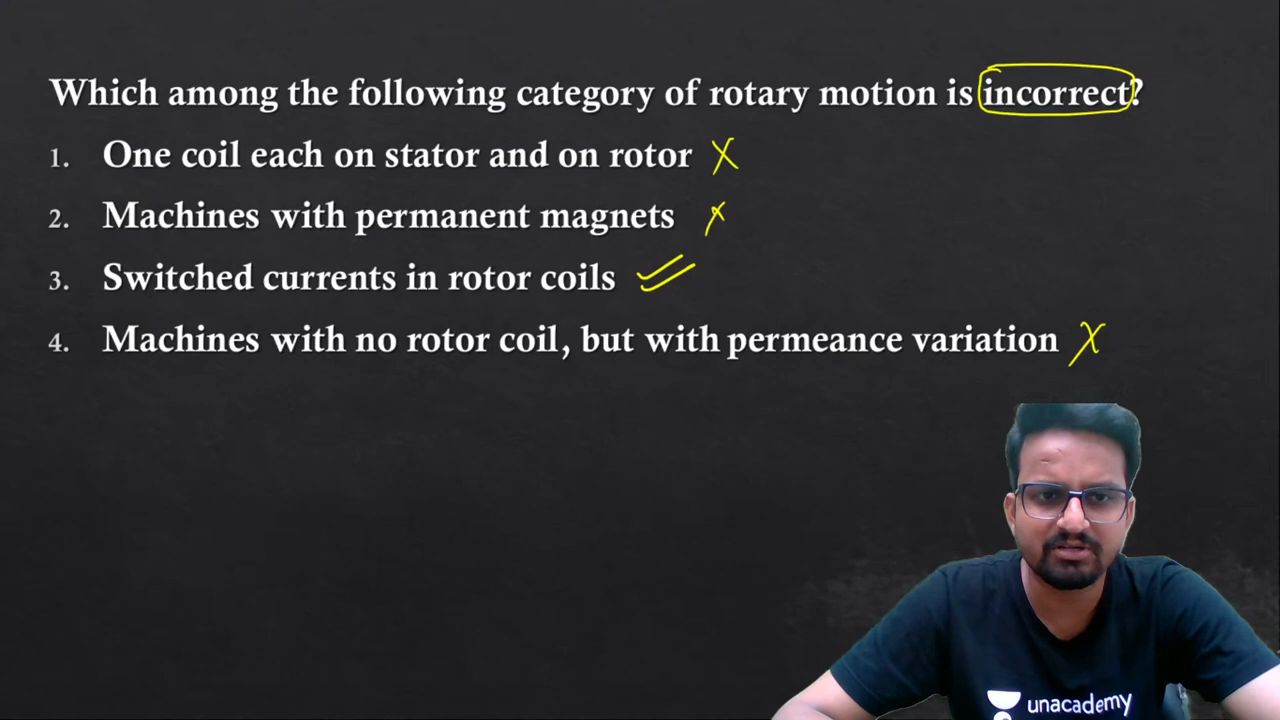 Which among the following category of rotary motion is incorrect?
1. One coil each on stator and on rotor
2. Machines with permanent magnets
3. Switched currents in rotor coils
4. Machines with no rotor coil, but with permeance variation
unacademy